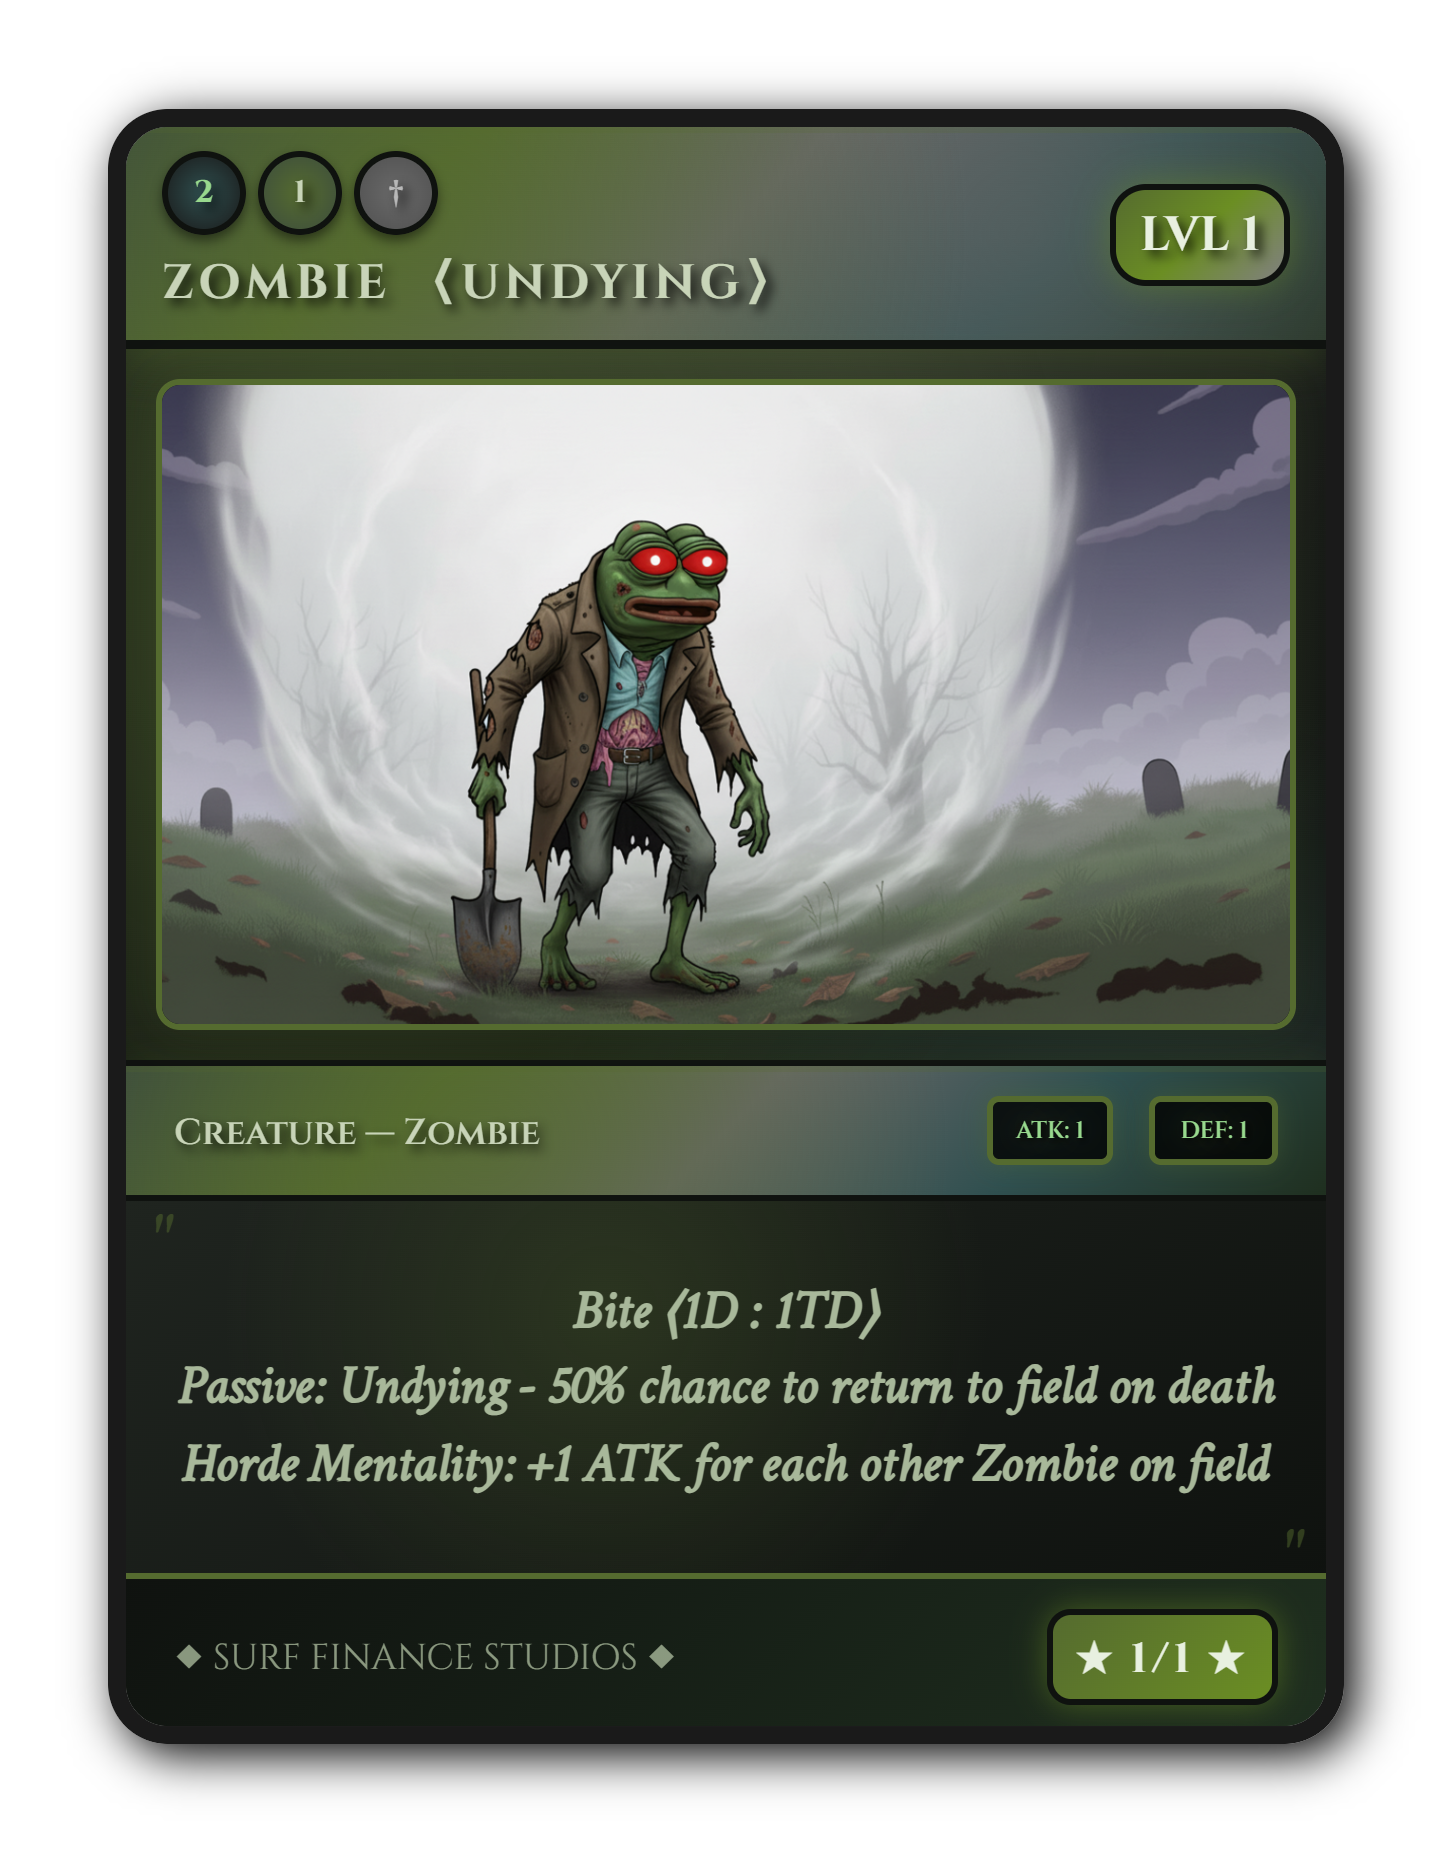 2 1 †
ZOMBIE ⟨UNDYING⟩
LVL 1
CREATURE — ZOMBIE
ATK: 1
DEF: 1
"
Bite ⟨1D : 1TD⟩
Passive: Undying - 50% chance to return to field on death
Horde Mentality: +1 ATK for each other Zombie on field
"
◆ SURF FINANCE STUDIOS ◆
★ 1/1 ★